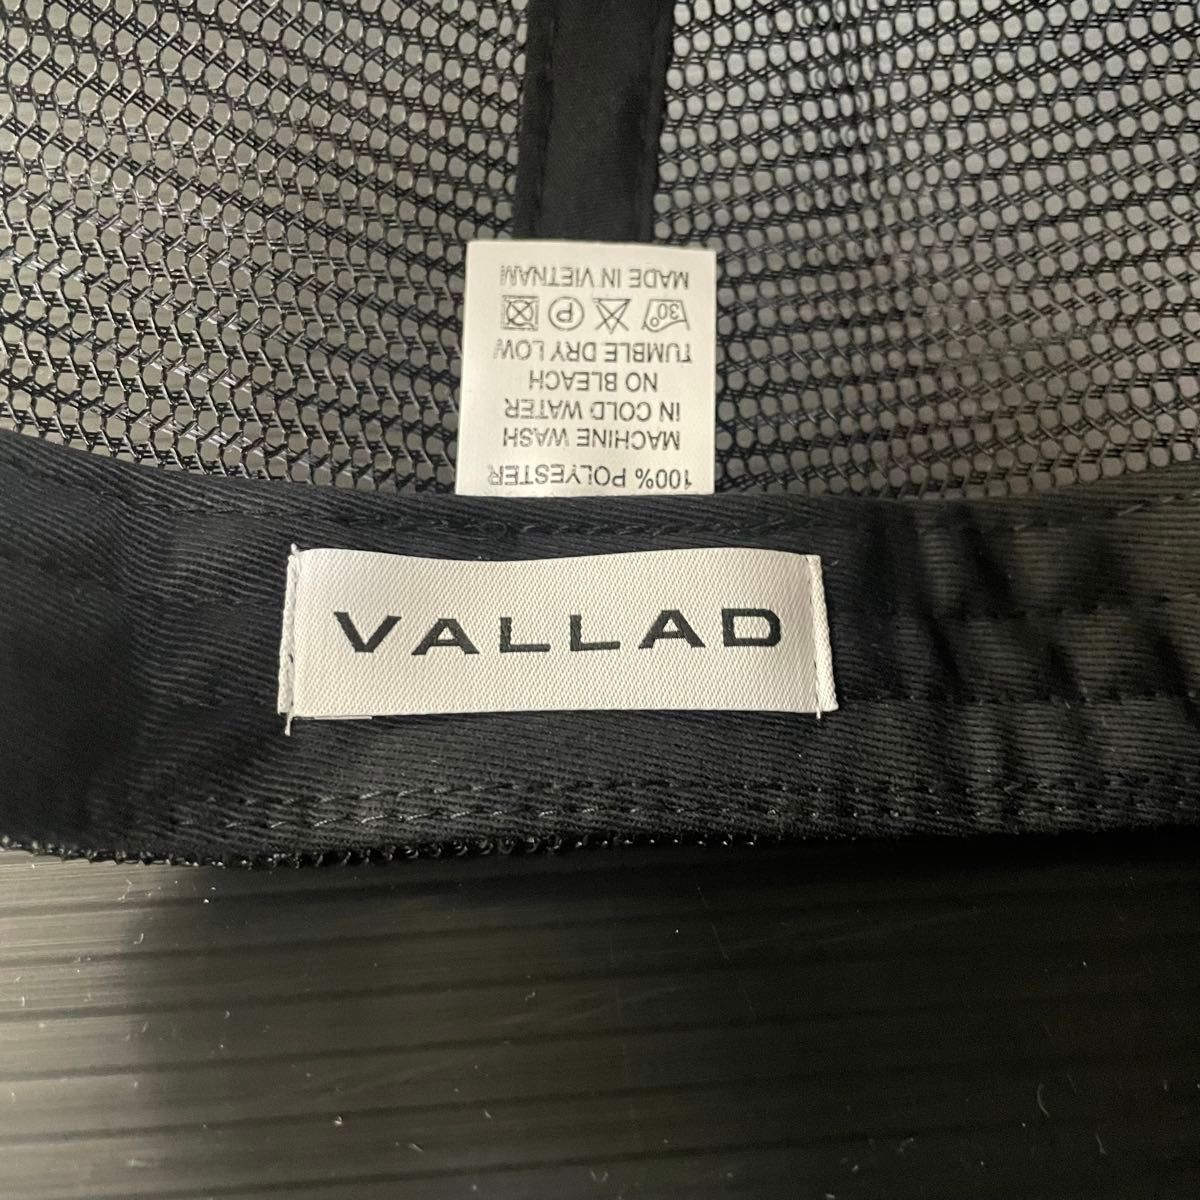 100% POLYESTER
MACHINE WASH
IN COLD WATER
NO BLEACH
TUMBLE DRY LOW
30° P
MADE IN VIETNAM
VALLAD